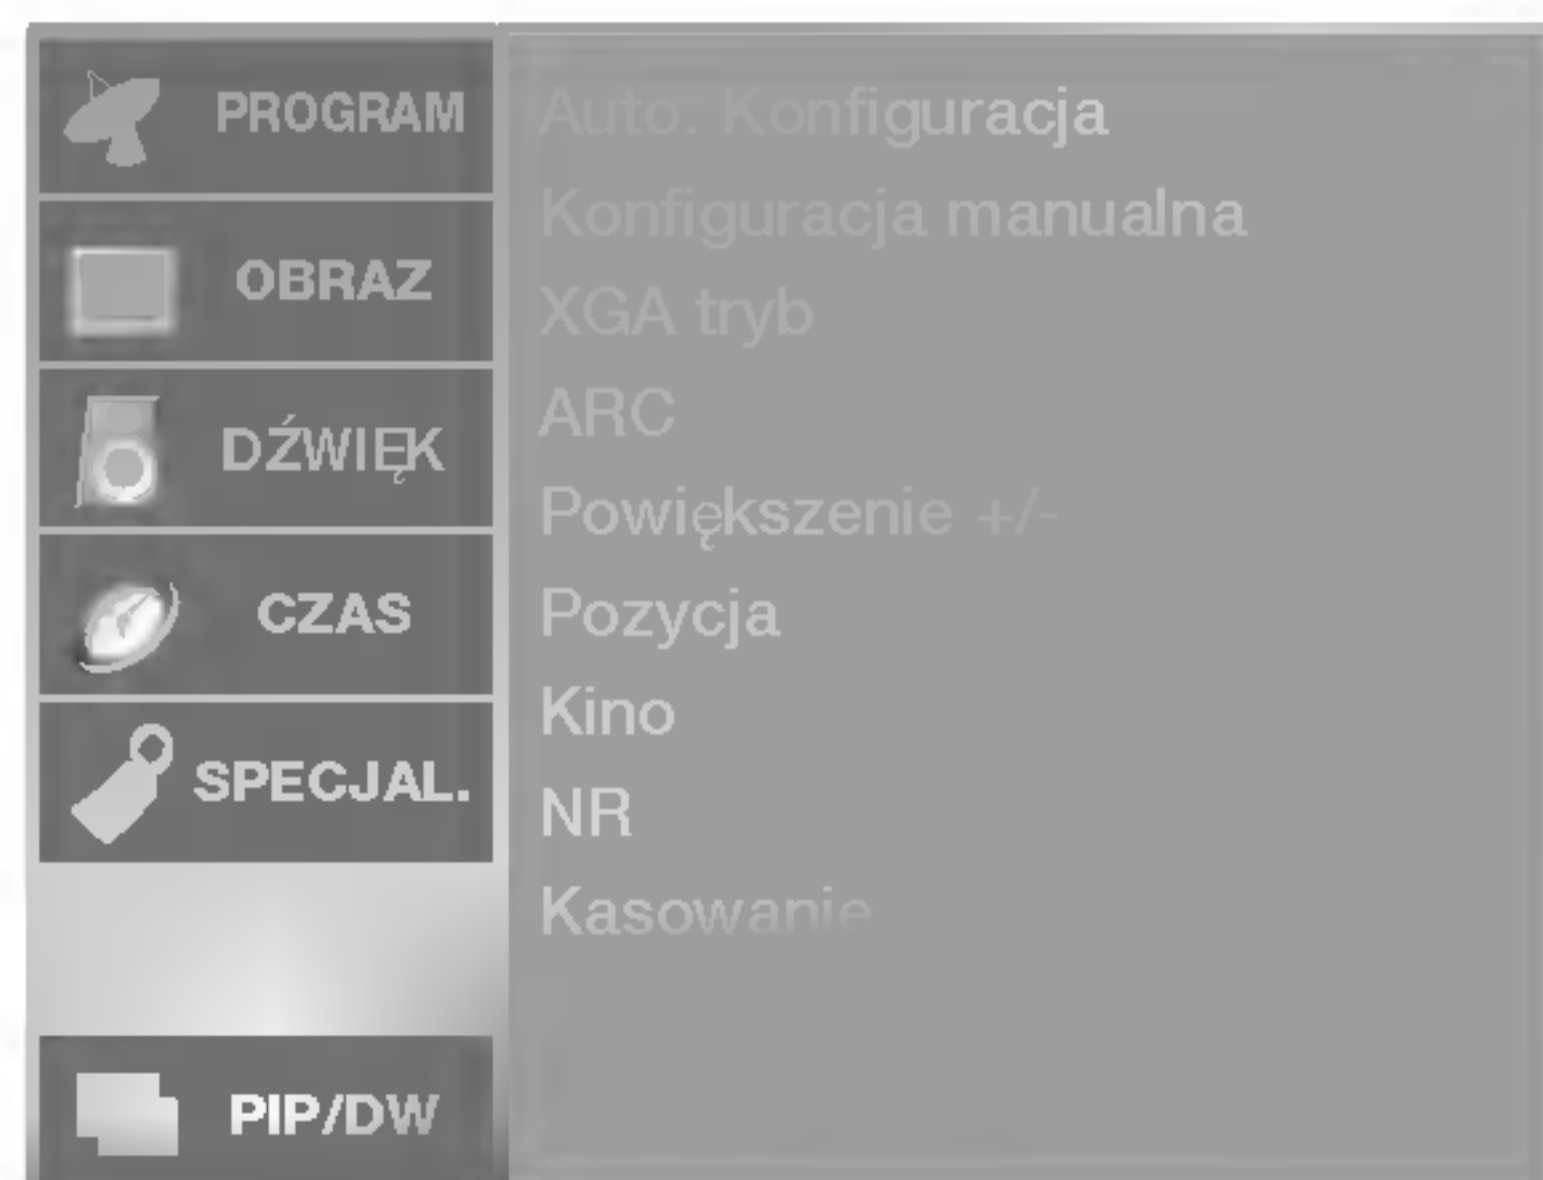 PROGRAM
OBRAZ
DŹWIĘK
CZAS
SPECJAL.
PIP/DW
Auto. Konfiguracja
Konfiguracja manualna
XGA tryb
ARC
Powiększenie +/-
Pozycja
Kino
NR
Kasowanie